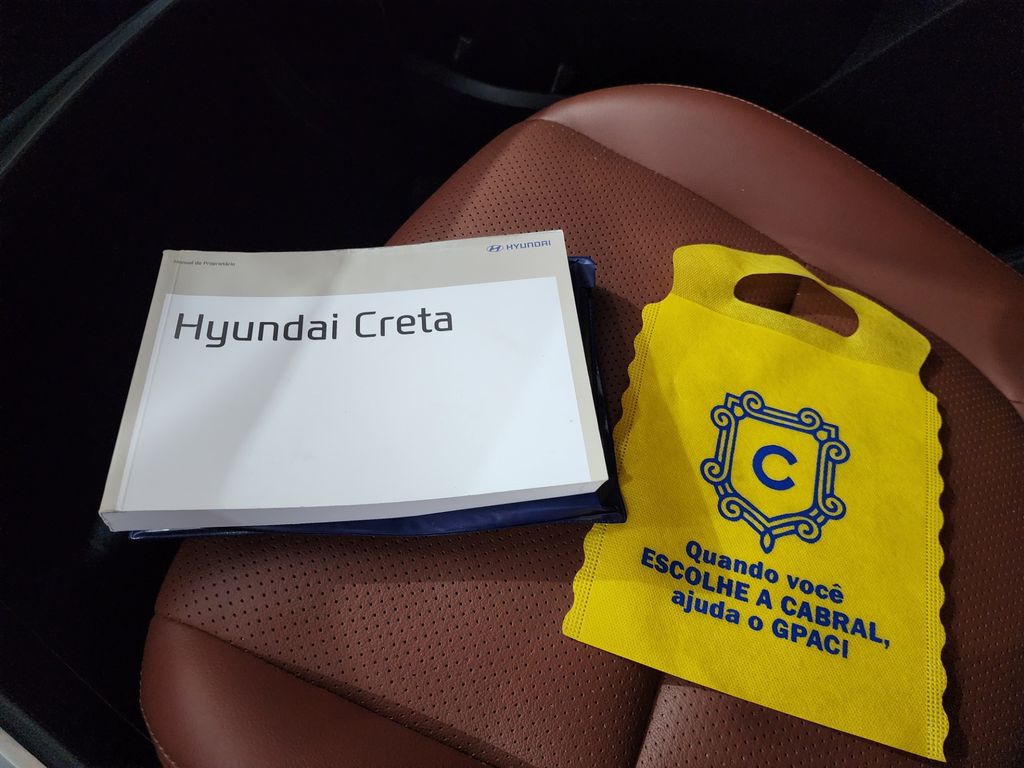 Manual do Proprietário
HYUNDAI
Hyundai Creta
C
Quando você
ESCOLHE A CABRAL,
ajuda o GPACI